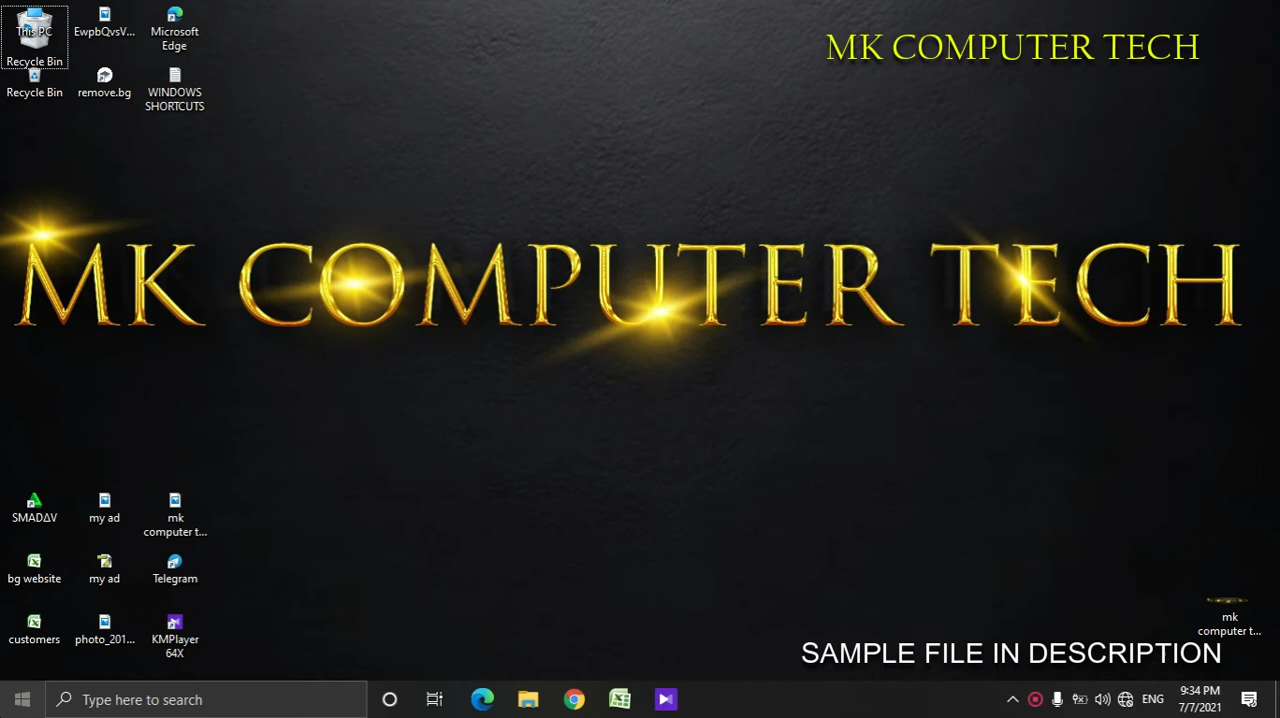 This PC
Recycle Bin
EwpbQvsV...
Microsoft
Edge
MK COMPUTER TECH
Recycle Bin
remove.bg
WINDOWS
SHORTCUTS
MK COMPUTER TECH
SMADΔV
my ad
mk
computer t...
bg website
my ad
Telegram
customers
photo_201...
KMPlayer
64X
mk
computer t...
SAMPLE FILE IN DESCRIPTION
Type here to search
ENG
9:34 PM
7/7/2021